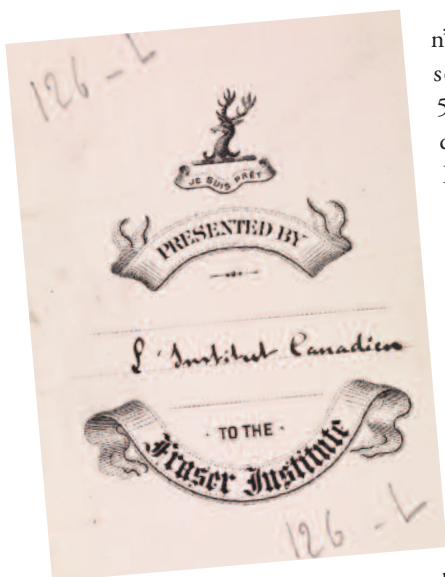 126-L
JE SUIS PRÊT
PRESENTED BY
L'Institut Canadien
· TO THE ·
Fraser Institute
126-L